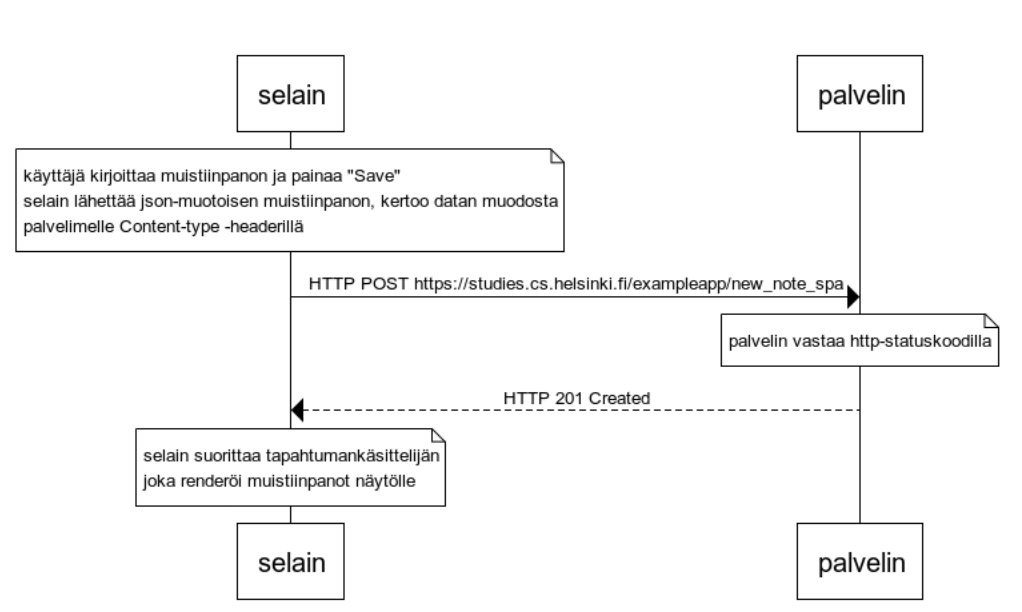 selain
palvelin
käyttäjä kirjoittaa muistiinpanon ja painaa "Save"
selain lähettää json-muotoisen muistiinpanon, kertoo datan muodosta
palvelimelle Content-type -headerillä
HTTP POST https://studies.cs.helsinki.fi/exampleapp/new_note_spa
palvelin vastaa http-statuskoodilla
HTTP 201 Created
selain suorittaa tapahtumankäsittelijän
joka renderöi muistiinpanot näytölle
selain
palvelin